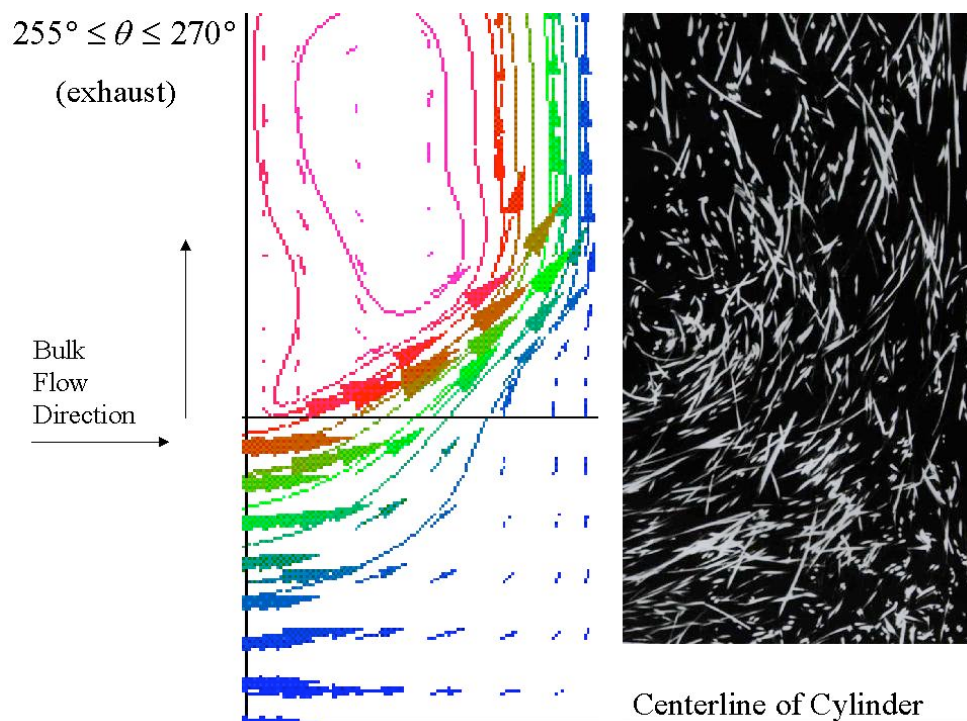 255° ≤ θ ≤ 270°
(exhaust)
Bulk
Flow
Direction
Centerline of Cylinder